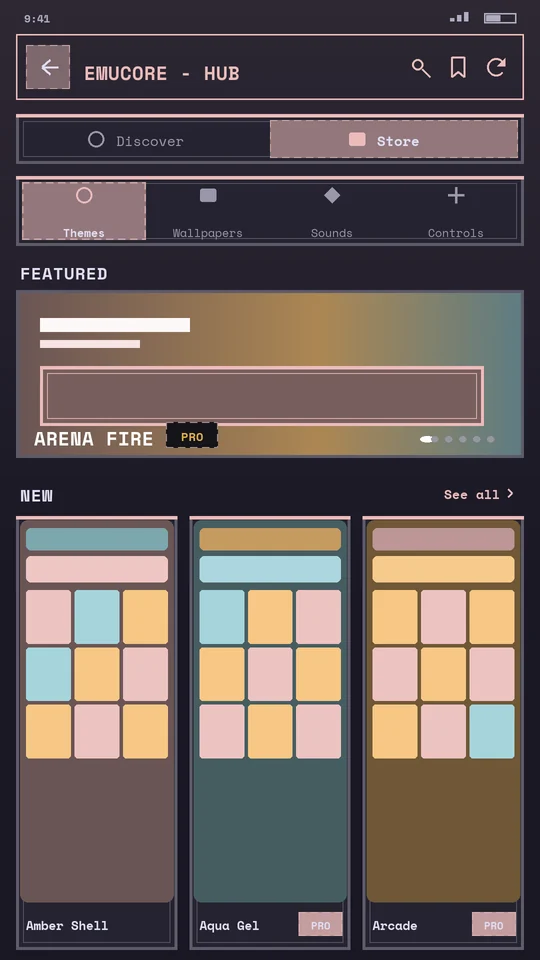 9:41
EMUCORE - HUB
Discover
Store
Themes
Wallpapers
Sounds
Controls
FEATURED
ARENA FIRE
PRO
NEW
See all
Amber Shell
Aqua Gel
PRO
Arcade
PRO